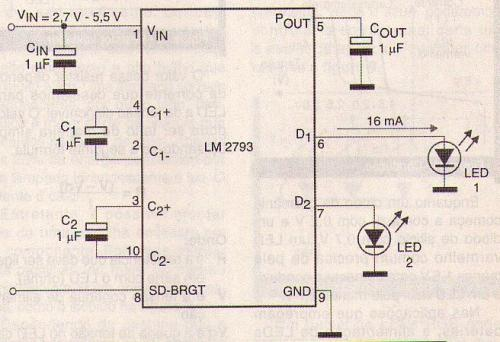 VIN = 2,7 V - 5,5 V
1
VIN
POUT
5
CIN
1 µF
COUT
1 µF
4
C1+
C1
1 µF
2
C1-
LM 2793
D1
16 mA
6
LED
1
3
C2+
C2
1 µF
10
C2-
D2
7
LED
2
SD-BRGT
8
GND
9